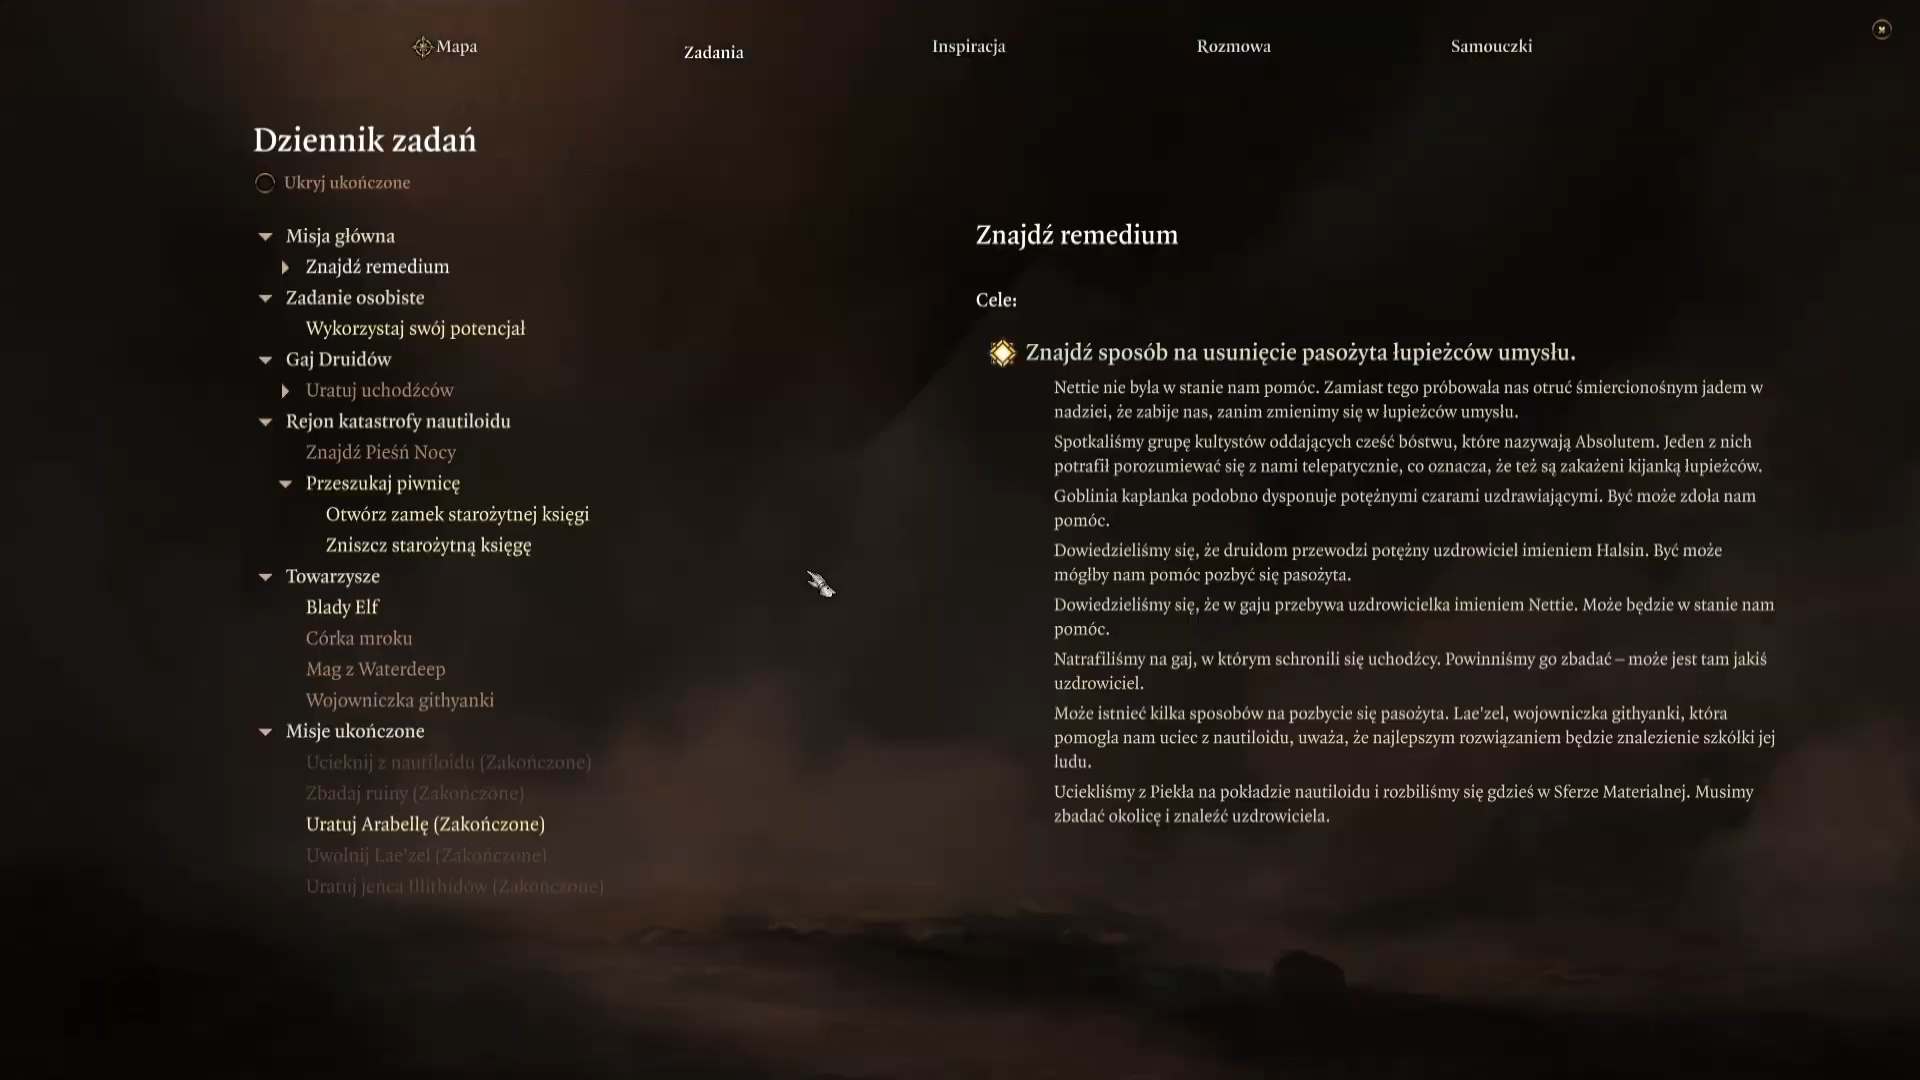 Mapa
Zadania
Inspiracja
Rozmowa
Samouczki
Dziennik zadań
Ukryj ukończone
Misja główna
Znajdź remedium
Zadanie osobiste
Wykorzystaj swój potencjał
Gaj Druidów
Uratuj uchodźców
Rejon katastrofy nautiloidu
Znajdź Pieśń Nocy
Przeszukaj piwnicę
Otwórz zamek starożytnej księgi
Zniszcz starożytną księgę
Towarzysze
Blady Elf
Córka mroku
Mag z Waterdeep
Wojowniczka githyanki
Misje ukończone
Ucieknij z nautiloidu (Zakończone)
Zbadaj ruiny (Zakończone)
Uratuj Arabellę (Zakończone)
Uwolnij Lae'zel (Zakończone)
Uratuj jeńca Illithidów (Zakończone)
Znajdź remedium
Cele:
Znajdź sposób na usunięcie pasożyta łupieżców umysłu.
Nettie nie była w stanie nam pomóc. Zamiast tego próbowała nas otruć śmiercionośnym jadem w
nadziei, że zabije nas, zanim zmienimy się w łupieżców umysłu.
Spotkaliśmy grupę kultystów oddających cześć bóstwu, które nazywają Absolutem. Jeden z nich
potrafił porozumiewać się z nami telepatycznie, co oznacza, że też są zakażeni kijanką łupieżców.
Goblinia kapłanka podobno dysponuje potężnymi czarami uzdrawiającymi. Być może zdoła nam
pomóc.
Dowiedzieliśmy się, że druidom przewodzi potężny uzdrowiciel imieniem Halsin. Być może
mógłby nam pomóc pozbyć się pasożyta.
Dowiedzieliśmy się, że w gaju przebywa uzdrowicielka imieniem Nettie. Może będzie w stanie nam
pomóc.
Natrafiliśmy na gaj, w którym schronili się uchodźcy. Powinniśmy go zbadać – może jest tam jakiś
uzdrowiciel.
Może istnieć kilka sposobów na pozbycie się pasożyta. Lae'zel, wojowniczka githyanki, która
pomogła nam uciec z nautiloidu, uważa, że najlepszym rozwiązaniem będzie znalezienie szkółki jej
ludu.
Uciekliśmy z Piekła na pokładzie nautiloidu i rozbiliśmy się gdzieś w Sferze Materialnej. Musimy
zbadać okolicę i znaleźć uzdrowiciela.